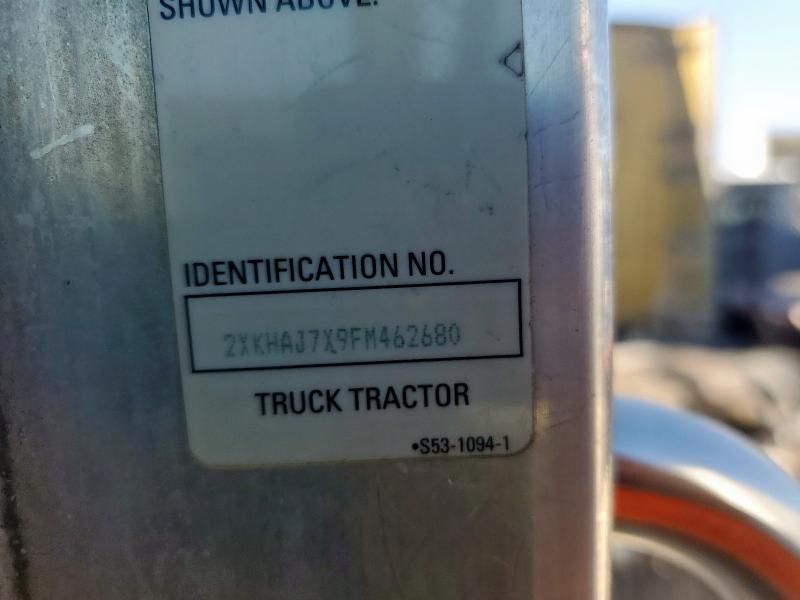 SHOWN ABOVE.
IDENTIFICATION NO.
2XKHAJ7X9FM462680
TRUCK TRACTOR
•S53-1094-1